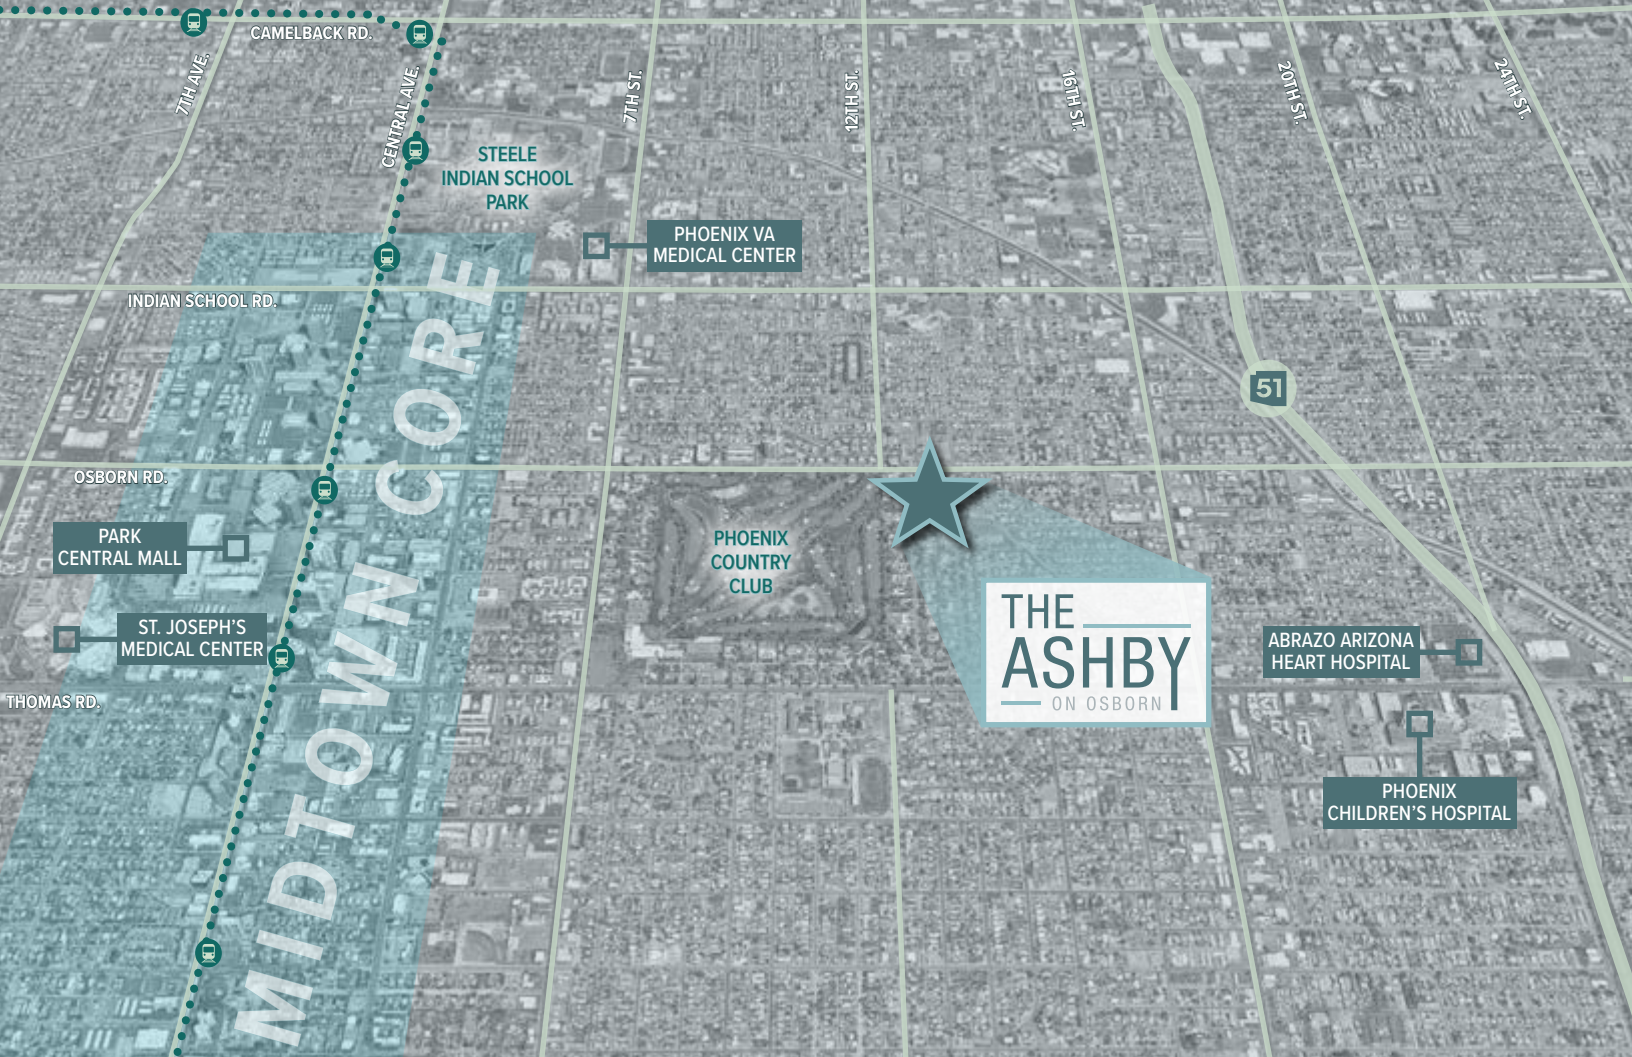 CAMELBACK RD.
7TH AVE.
CENTRAL AVE.
7TH ST.
12TH ST.
16TH ST.
20TH ST.
24TH ST.
STEELE
INDIAN SCHOOL
PARK
PHOENIX VA
MEDICAL CENTER
INDIAN SCHOOL RD.
51
OSBORN RD.
PARK
CENTRAL MALL
PHOENIX
COUNTRY
CLUB
ST. JOSEPH'S
MEDICAL CENTER
THE
ASHBY
ON OSBORN
ABRAZO ARIZONA
HEART HOSPITAL
THOMAS RD.
PHOENIX
CHILDREN'S HOSPITAL
MIDTOWN CORE